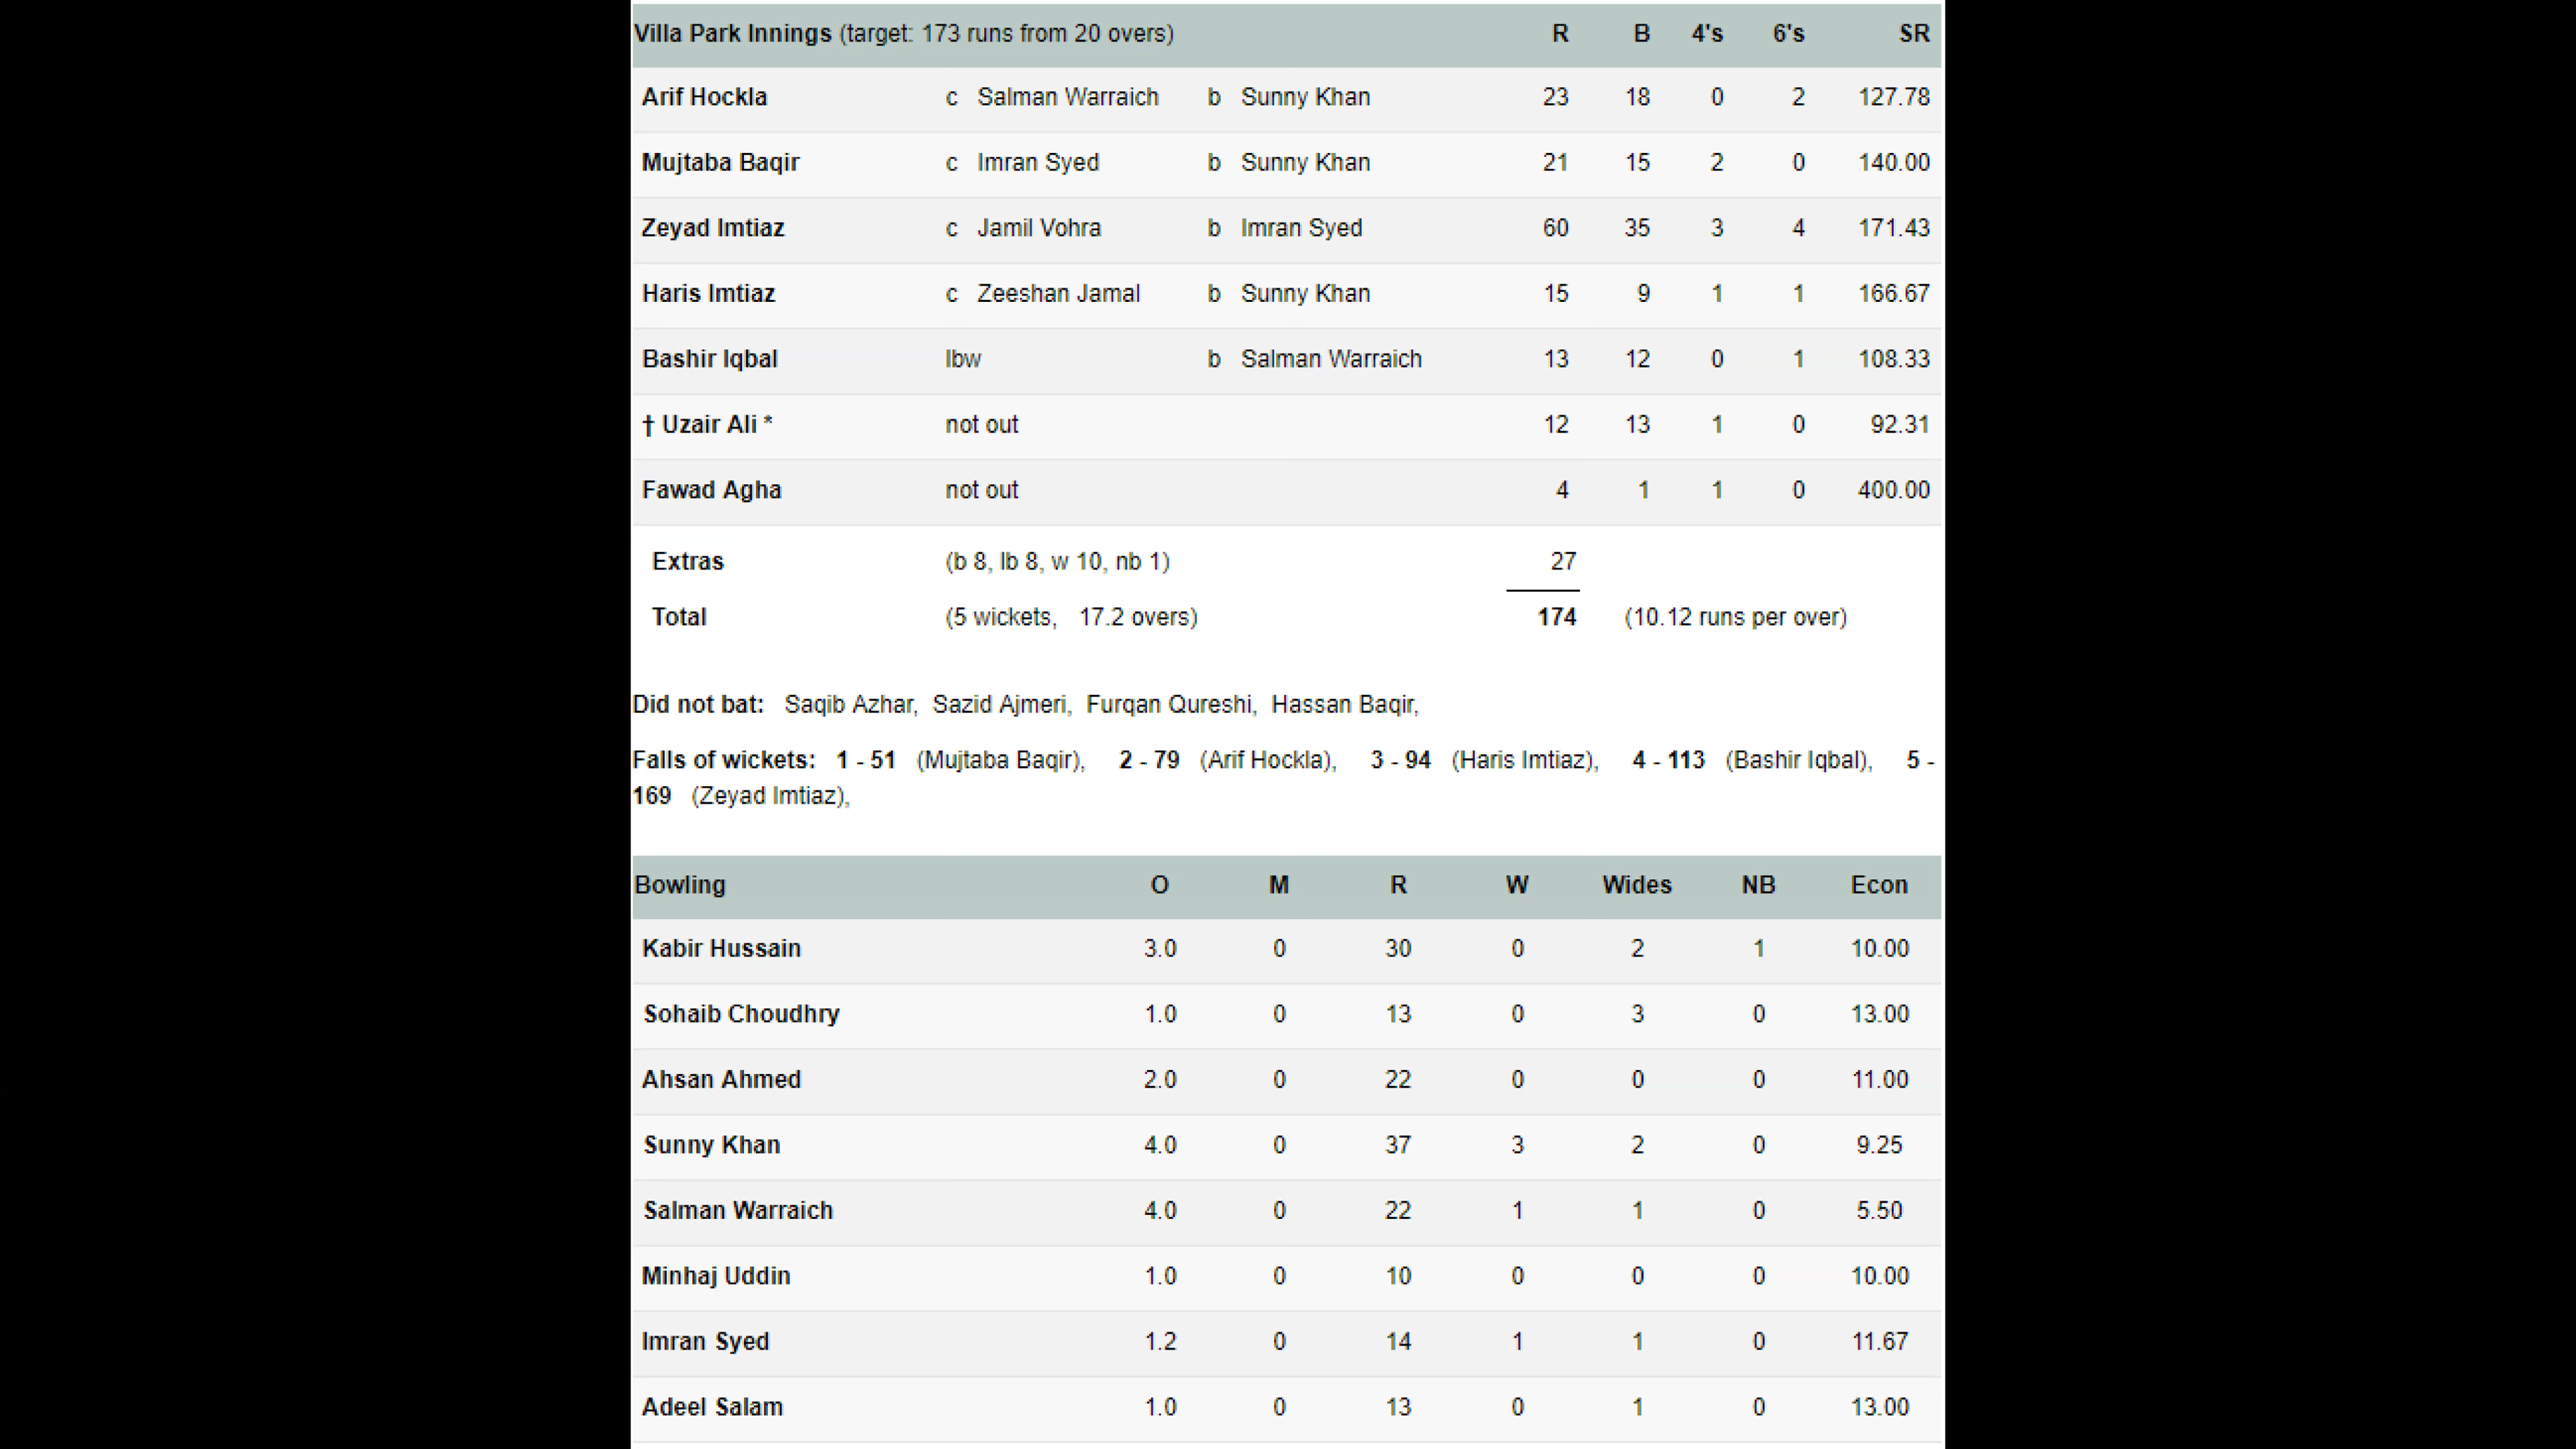 Villa Park Innings (target: 173 runs from 20 overs) R B 4's 6's SR
Arif Hockla c Salman Warraich b Sunny Khan 23 18 0 2 127.78
Mujtaba Baqir c Imran Syed b Sunny Khan 21 15 2 0 140.00
Zeyad Imtiaz c Jamil Vohra b Imran Syed 60 35 3 4 171.43
Haris Imtiaz c Zeeshan Jamal b Sunny Khan 15 9 1 1 166.67
Bashir Iqbal lbw b Salman Warraich 13 12 0 1 108.33
† Uzair Ali * not out 12 13 1 0 92.31
Fawad Agha not out 4 1 1 0 400.00
Extras (b 8, lb 8, w 10, nb 1) 27
Total (5 wickets, 17.2 overs) 174 (10.12 runs per over)
Did not bat: Saqib Azhar, Sazid Ajmeri, Furqan Qureshi, Hassan Baqir,
Falls of wickets: 1 - 51 (Mujtaba Baqir), 2 - 79 (Arif Hockla), 3 - 94 (Haris Imtiaz), 4 - 113 (Bashir Iqbal), 5 -
169 (Zeyad Imtiaz),
Bowling O M R W Wides NB Econ
Kabir Hussain 3.0 0 30 0 2 1 10.00
Sohaib Choudhry 1.0 0 13 0 3 0 13.00
Ahsan Ahmed 2.0 0 22 0 0 0 11.00
Sunny Khan 4.0 0 37 3 2 0 9.25
Salman Warraich 4.0 0 22 1 1 0 5.50
Minhaj Uddin 1.0 0 10 0 0 0 10.00
Imran Syed 1.2 0 14 1 1 0 11.67
Adeel Salam 1.0 0 13 0 1 0 13.00